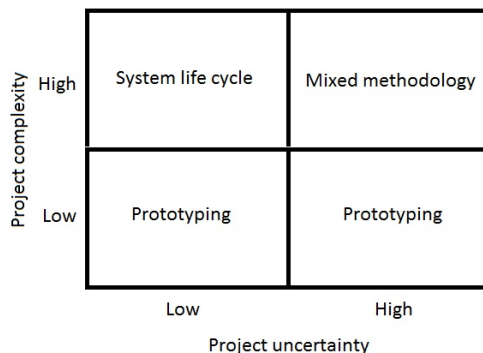 Project complexity
High
System life cycle
Mixed methodology
Low
Prototyping
Prototyping
Low
High
Project uncertainty